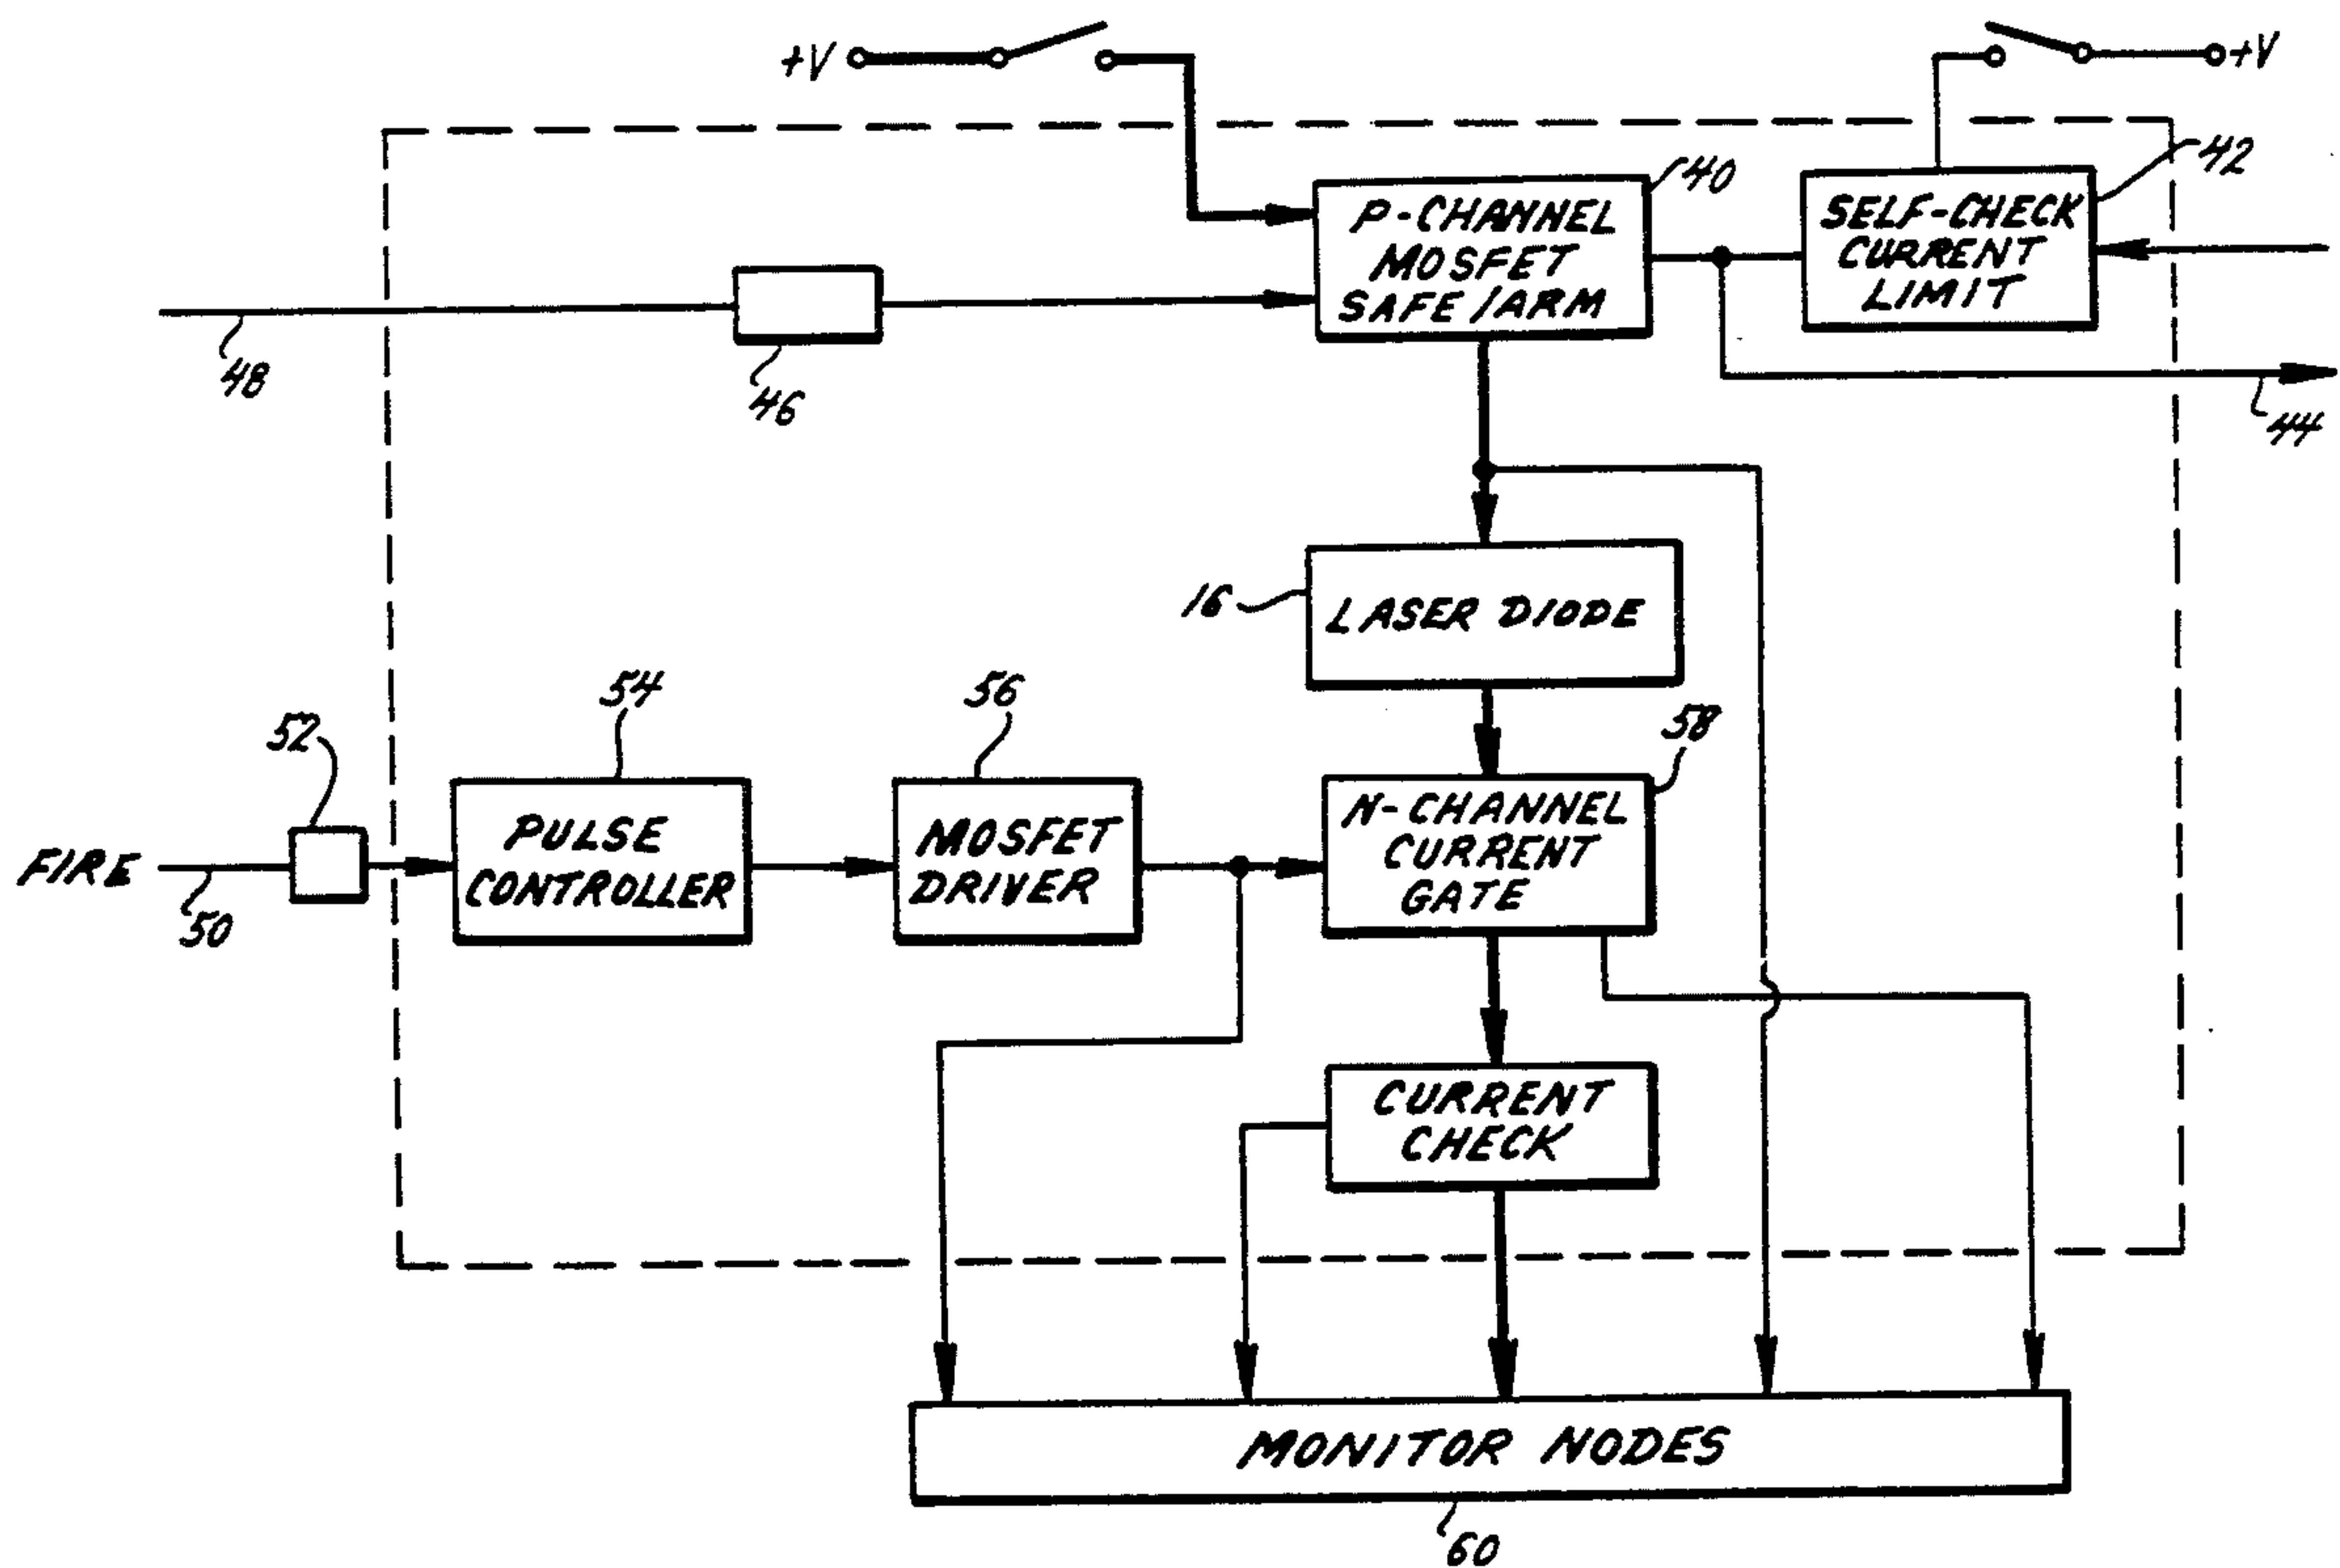 +V
+V
40
42
P-CHANNEL
MOSFET
SAFE/ARM
SELF-CHECK
CURRENT
LIMIT
48
46
44
16
LASER DIODE
54
56
58
52
FIRE
50
PULSE
CONTROLLER
MOSFET
DRIVER
N-CHANNEL
CURRENT
GATE
CURRENT
CHECK
MONITOR NODES
60